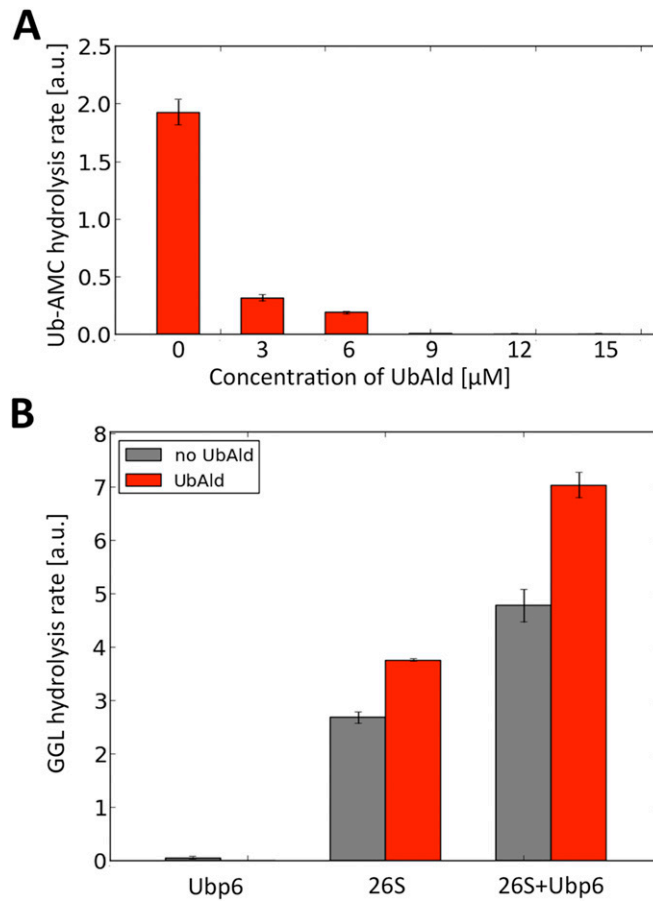 A
Ub-AMC hydrolysis rate [a.u.]
2.5
2.0
1.5
1.0
0.5
0.0
0 3 6 9 12 15
Concentration of UbAld [μM]
B
GGL hydrolysis rate [a.u.]
8
7
6
5
4
3
2
1
0
no UbAld
UbAld
Ubp6 26S 26S+Ubp6